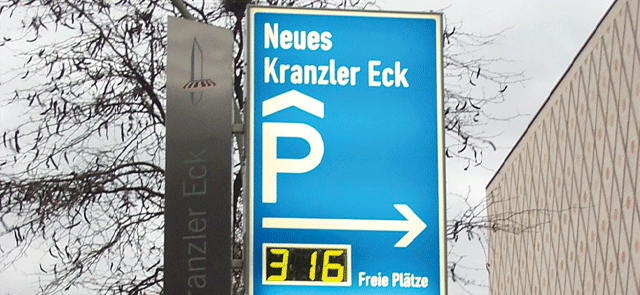 Neues
Kranzler Eck
P
316
Freie Plätze
Kranzler Eck